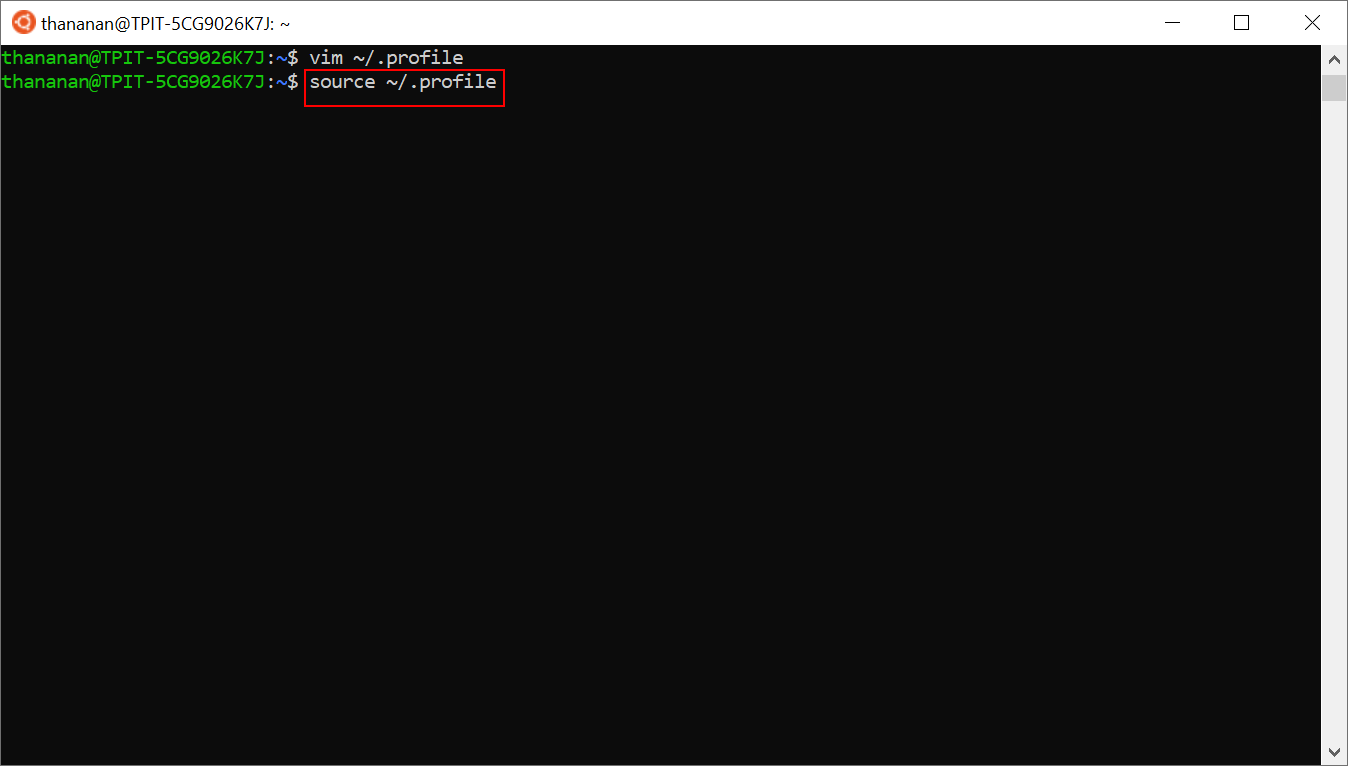 thananan@TPIT-5CG9026K7J: ~
thananan@TPIT-5CG9026K7J:~$ vim ~/.profile
thananan@TPIT-5CG9026K7J:~$ source ~/.profile